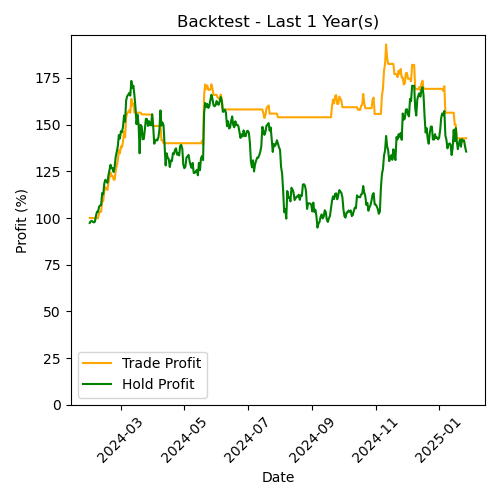 Backtest - Last 1 Year(s)
Profit (%)
175
150
125
100
75
50
25
0
Trade Profit
Hold Profit
2024-03
2024-05
2024-07
2024-09
2024-11
2025-01
Date